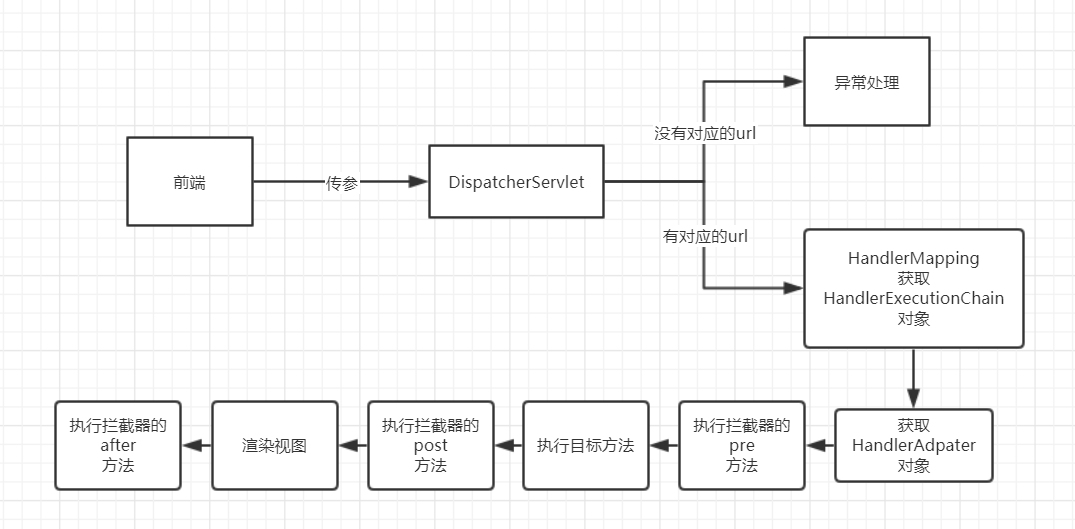 前端
传参
DispatcherServlet
没有对应的url
异常处理
有对应的url
HandlerMapping
获取
HandlerExecutionChain
对象
获取
HandlerAdpater
对象
执行拦截器的
pre
方法
执行目标方法
执行拦截器的
post
方法
渲染视图
执行拦截器的
after
方法